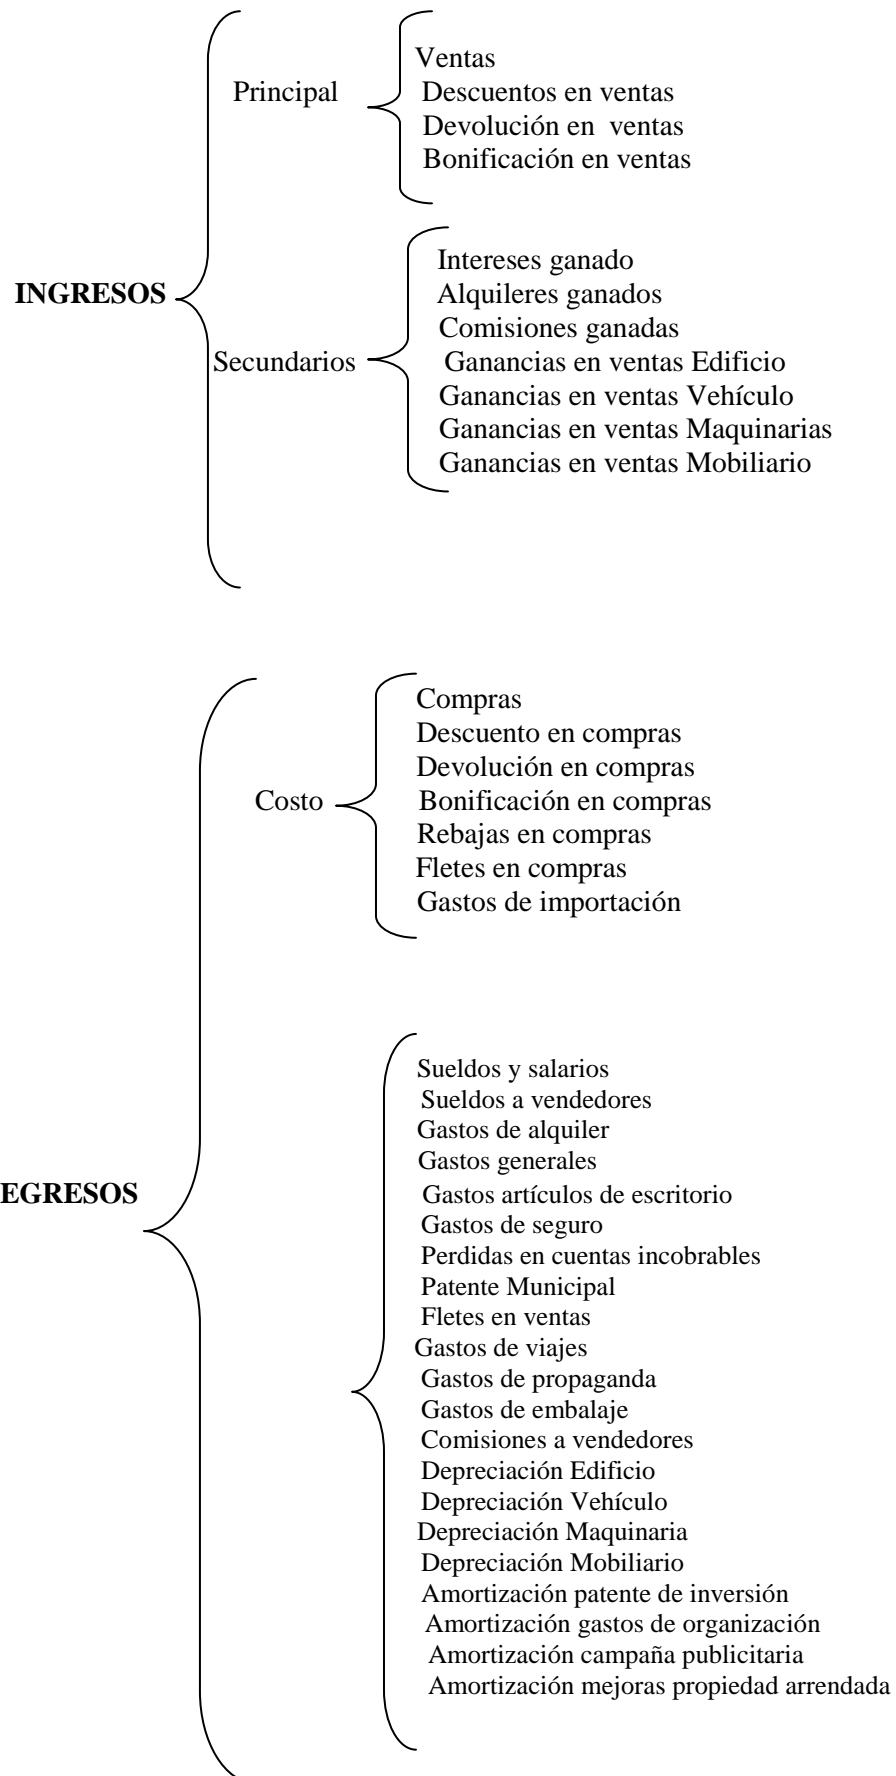 INGRESOS
Principal
Ventas
Descuentos en ventas
Devolución en ventas
Bonificación en ventas
Secundarios
Intereses ganado
Alquileres ganados
Comisiones ganadas
Ganancias en ventas Edificio
Ganancias en ventas Vehículo
Ganancias en ventas Maquinarias
Ganancias en ventas Mobiliario
EGRESOS
Costo
Compras
Descuento en compras
Devolución en compras
Bonificación en compras
Rebajas en compras
Fletes en compras
Gastos de importación
Sueldos y salarios
Sueldos a vendedores
Gastos de alquiler
Gastos generales
Gastos artículos de escritorio
Gastos de seguro
Perdidas en cuentas incobrables
Patente Municipal
Fletes en ventas
Gastos de viajes
Gastos de propaganda
Gastos de embalaje
Comisiones a vendedores
Depreciación Edificio
Depreciación Vehículo
Depreciación Maquinaria
Depreciación Mobiliario
Amortización patente de inversión
Amortización gastos de organización
Amortización campaña publicitaria
Amortización mejoras propiedad arrendada